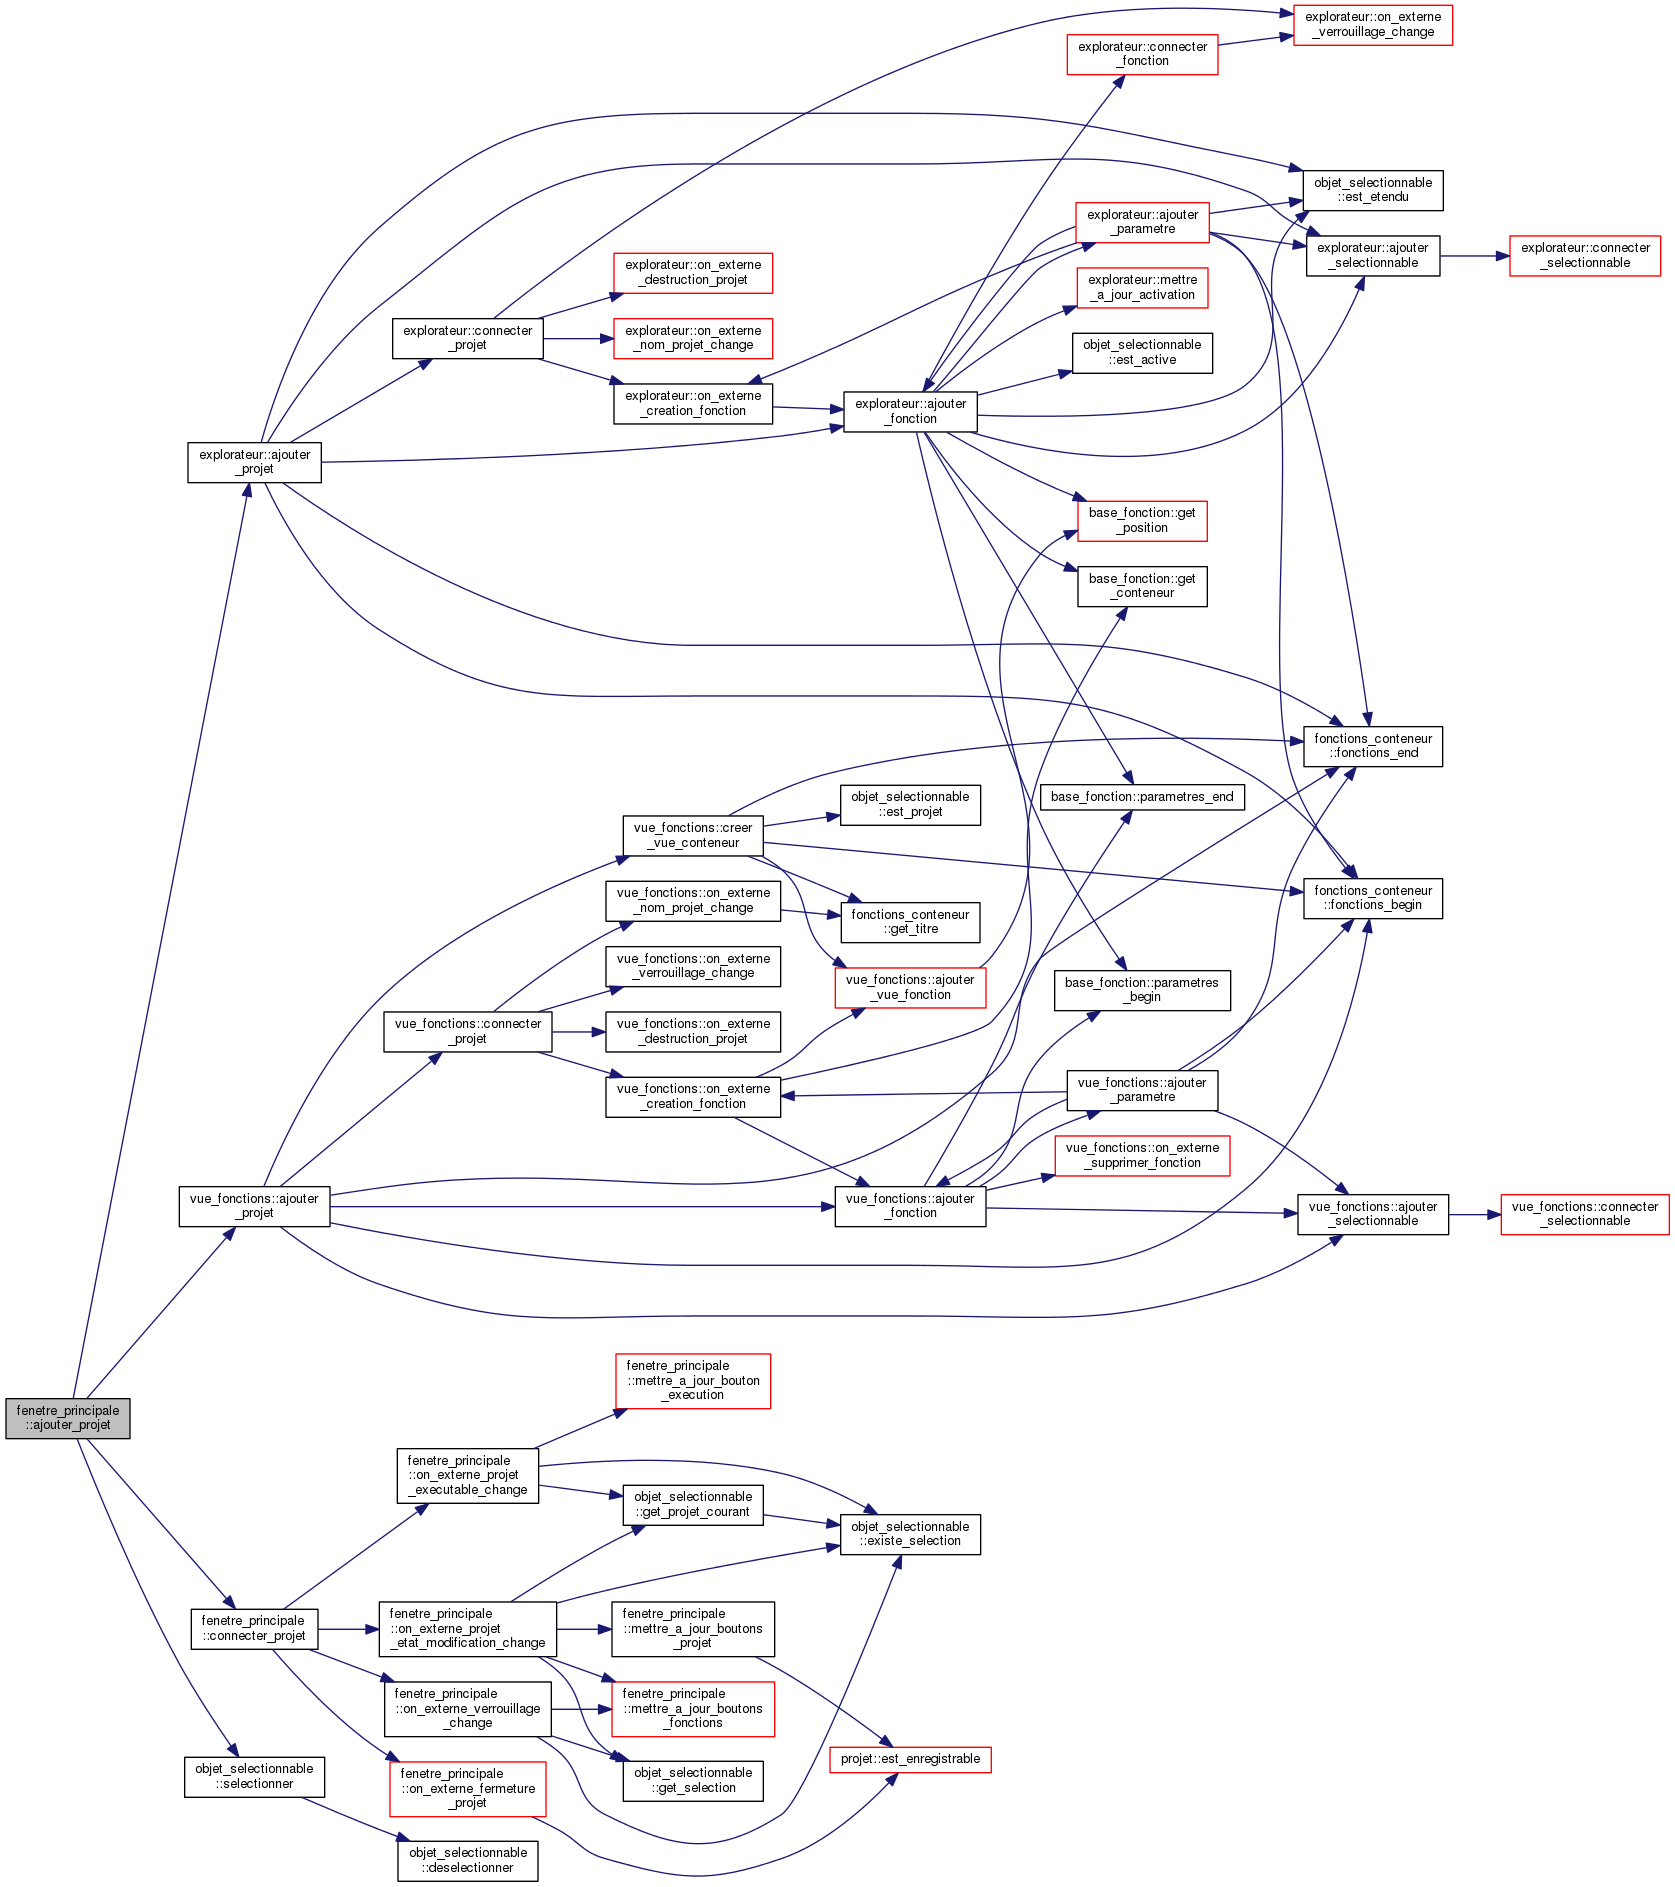 explorateur::on_externe
_verrouillage_change
explorateur::connecter
_fonction
objet_selectionnable
::est_etendu
explorateur::ajouter
_parametre
explorateur::ajouter
_selectionnable
explorateur::connecter
_selectionnable
explorateur::on_externe
_destruction_projet
explorateur::mettre
_a_jour_activation
explorateur::connecter
_projet
explorateur::on_externe
_nom_projet_change
objet_selectionnable
::est_active
explorateur::on_externe
_creation_fonction
explorateur::ajouter
_fonction
explorateur::ajouter
_projet
base_fonction::get
_position
base_fonction::get
_conteneur
fonctions_conteneur
::fonctions_end
base_fonction::parametres_end
objet_selectionnable
::est_projet
vue_fonctions::creer
_vue_conteneur
vue_fonctions::on_externe
_nom_projet_change
fonctions_conteneur
::get_titre
fonctions_conteneur
::fonctions_begin
vue_fonctions::on_externe
_verrouillage_change
vue_fonctions::ajouter
_vue_fonction
base_fonction::parametres
_begin
vue_fonctions::connecter
_projet
vue_fonctions::on_externe
_destruction_projet
vue_fonctions::on_externe
_creation_fonction
vue_fonctions::ajouter
_parametre
vue_fonctions::on_externe
_supprimer_fonction
vue_fonctions::ajouter
_projet
vue_fonctions::ajouter
_fonction
vue_fonctions::ajouter
_selectionnable
vue_fonctions::connecter
_selectionnable
fenetre_principale
::mettre_a_jour_bouton
_execution
fenetre_principale
::ajouter_projet
fenetre_principale
::on_externe_projet
_executable_change
objet_selectionnable
::get_projet_courant
objet_selectionnable
::existe_selection
fenetre_principale
::connecter_projet
fenetre_principale
::on_externe_projet
_etat_modification_change
fenetre_principale
::mettre_a_jour_boutons
_projet
fenetre_principale
::on_externe_verrouillage
_change
fenetre_principale
::mettre_a_jour_boutons
_fonctions
projet::est_enregistrable
objet_selectionnable
::selectionner
fenetre_principale
::on_externe_fermeture
_projet
objet_selectionnable
::get_selection
objet_selectionnable
::deselectionner